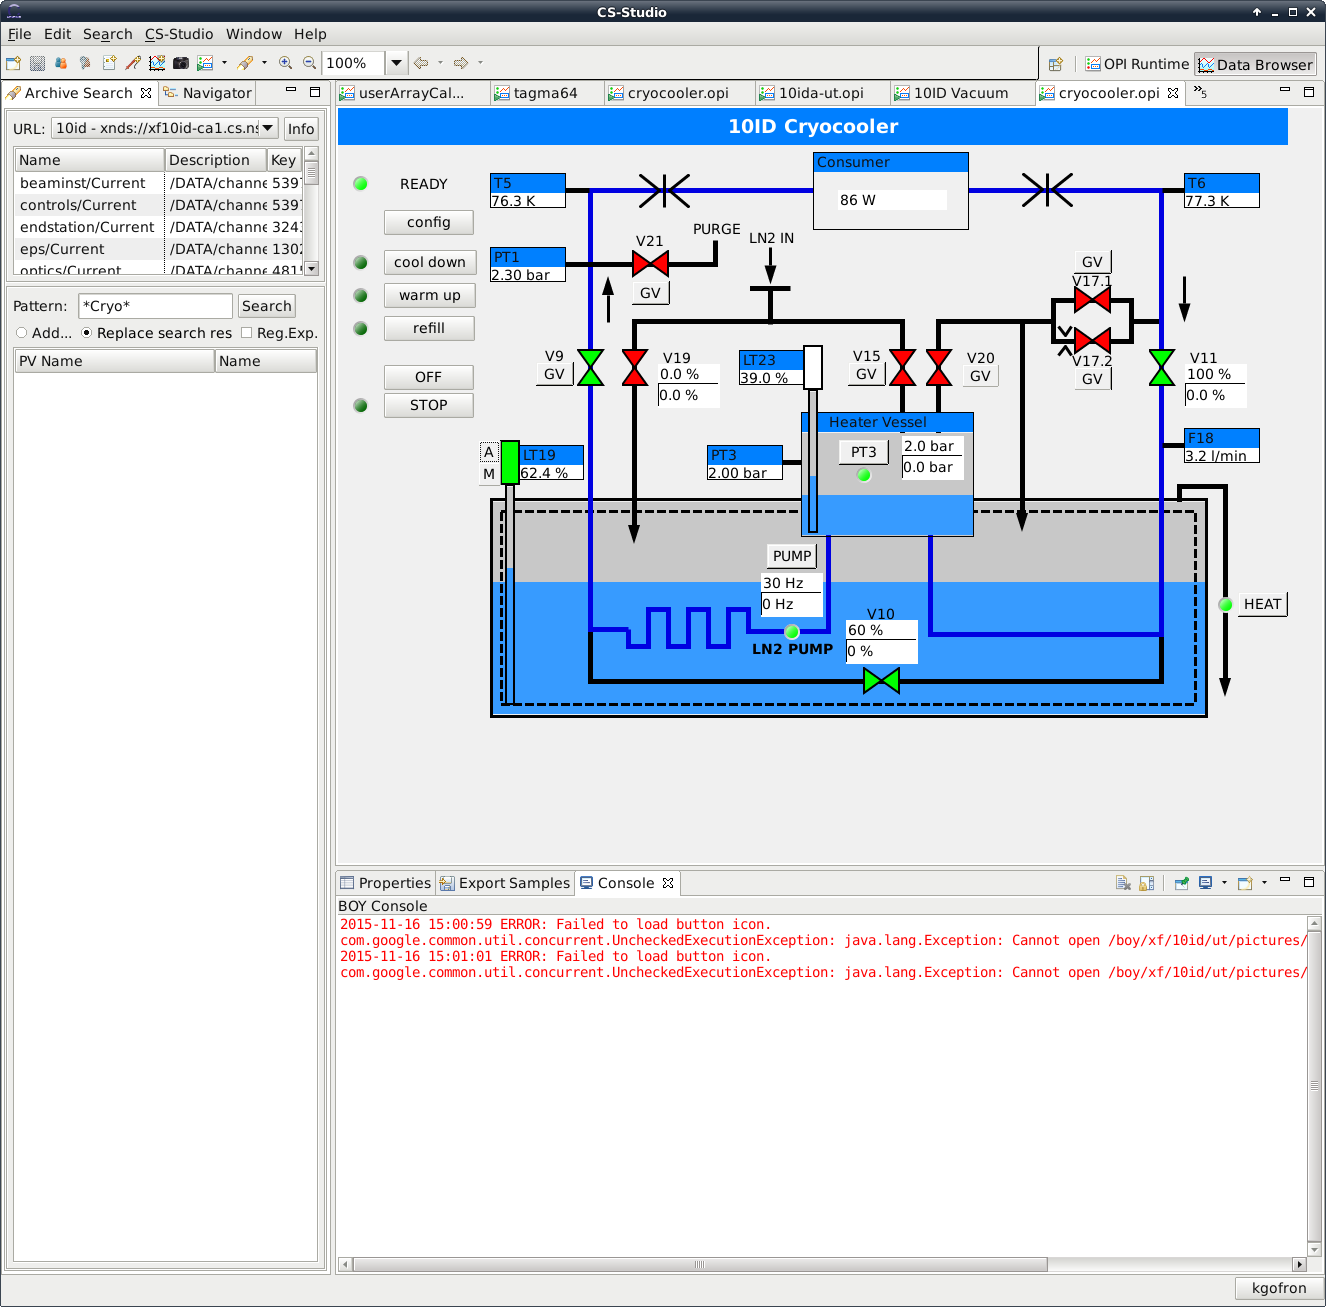 CS-Studio
File Edit Search CS-Studio Window Help
100%
OPI Runtime Data Browser
Archive Search Navigator
URL: 10id - xnds://xf10id-ca1.cs.ns Info
Name Description Key
beaminst/Current /DATA/channe 539
controls/Current /DATA/channe 539
endstation/Current /DATA/channe 324
eps/Current /DATA/channe 130
optics/Current /DATA/channe 481
Pattern: *Cryo* Search
Add... Replace search res Reg.Exp.
PV Name Name
userArrayCal... tagma64 cryocooler.opi 10ida-ut.opi 10ID Vacuum cryocooler.opi »5
10ID Cryocooler
READY
config
cool down
warm up
refill
OFF
STOP
T5
76.3 K
Consumer
86 W
T6
77.3 K
PT1
2.30 bar
V21
GV
PURGE
LN2 IN
GV
V17.1
V17.2
GV
V9
GV
V19
0.0 %
0.0 %
LT23
39.0 %
V15
GV
V20
GV
V11
100 %
0.0 %
Heater Vessel
PT3
2.0 bar
0.0 bar
PT3
2.00 bar
F18
3.2 l/min
A
M
LT19
62.4 %
PUMP
30 Hz
0 Hz
LN2 PUMP
V10
60 %
0 %
HEAT
Properties Export Samples Console
BOY Console
2015-11-16 15:00:59 ERROR: Failed to load button icon.
com.google.common.util.concurrent.UncheckedExecutionException: java.lang.Exception: Cannot open /boy/xf/10id/ut/pictures/
2015-11-16 15:01:01 ERROR: Failed to load button icon.
com.google.common.util.concurrent.UncheckedExecutionException: java.lang.Exception: Cannot open /boy/xf/10id/ut/pictures/
kgofron